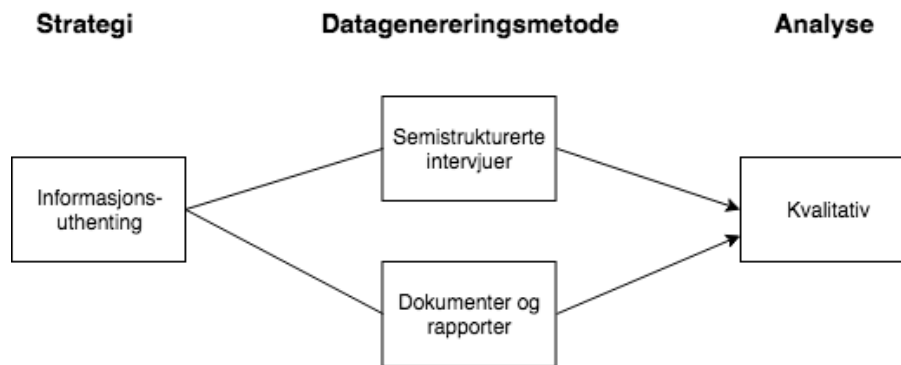 Strategi
Datagenereringsmetode
Analyse
Semistrukturerte
intervjuer
Informasjons-
uthenting
Kvalitativ
Dokumenter og
rapporter